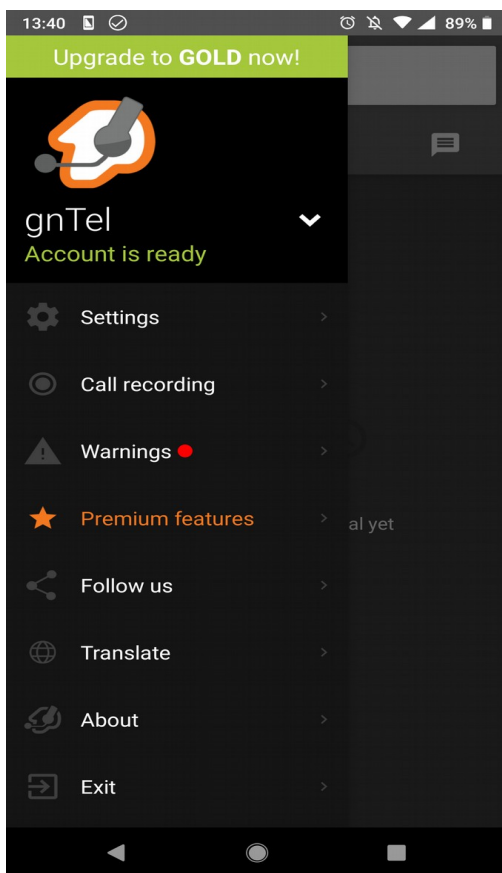 13:40
89%
Upgrade to GOLD now!
gnTel
Account is ready
Settings
Call recording
Warnings
Premium features
al yet
Follow us
Translate
About
Exit